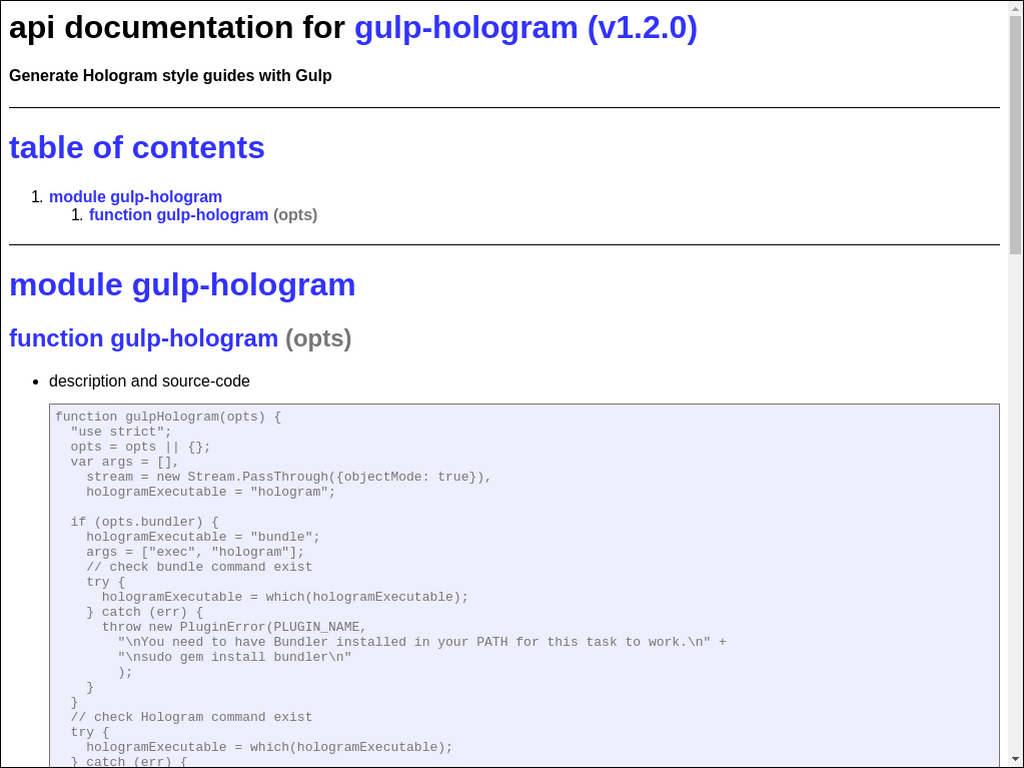 api documentation for gulp-hologram (v1.2.0)
Generate Hologram style guides with Gulp
table of contents
1. module gulp-hologram
1. function gulp-hologram (opts)
module gulp-hologram
function gulp-hologram (opts)
• description and source-code
function gulpHologram(opts) {
  "use strict";
  opts = opts || {};
  var args = [],
    stream = new Stream.PassThrough({objectMode: true}),
    hologramExecutable = "hologram";
  if (opts.bundler) {
    hologramExecutable = "bundle";
    args = ["exec", "hologram"];
    // check bundle command exist
    try {
      hologramExecutable = which(hologramExecutable);
    } catch (err) {
      throw new PluginError(PLUGIN_NAME,
        "\nYou need to have Bundler installed in your PATH for this task to work.\n" +
        "\nsudo gem install bundler\n"
        );
    }
  }
  // check Hologram command exist
  try {
    hologramExecutable = which(hologramExecutable);
  } catch (err) {